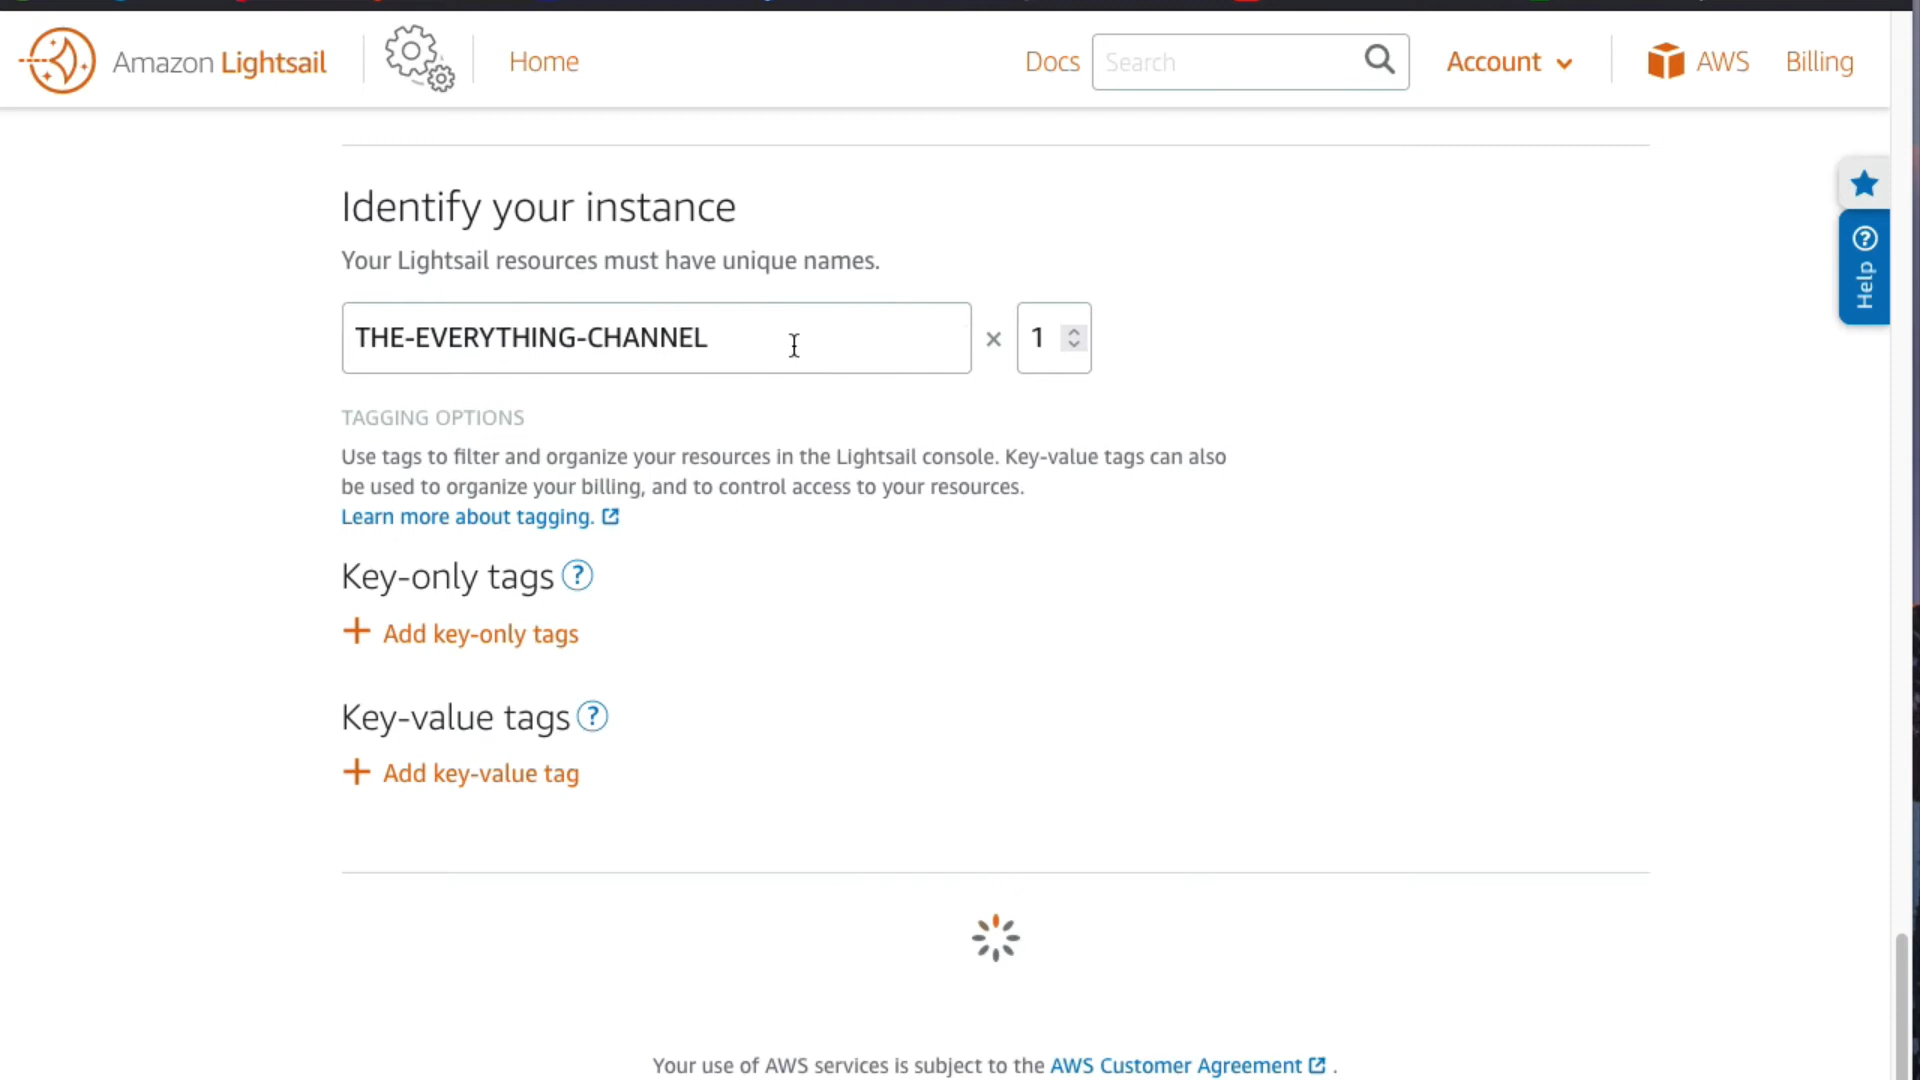 Amazon Lightsail
Home
Docs
Search
Account
AWS
Billing
Help
Identify your instance
Your Lightsail resources must have unique names.
THE-EVERYTHING-CHANNEL
× 1
TAGGING OPTIONS
Use tags to filter and organize your resources in the Lightsail console. Key-value tags can also
be used to organize your billing, and to control access to your resources.
Learn more about tagging.
Key-only tags ?
+ Add key-only tags
Key-value tags ?
+ Add key-value tag
Your use of AWS services is subject to the AWS Customer Agreement .